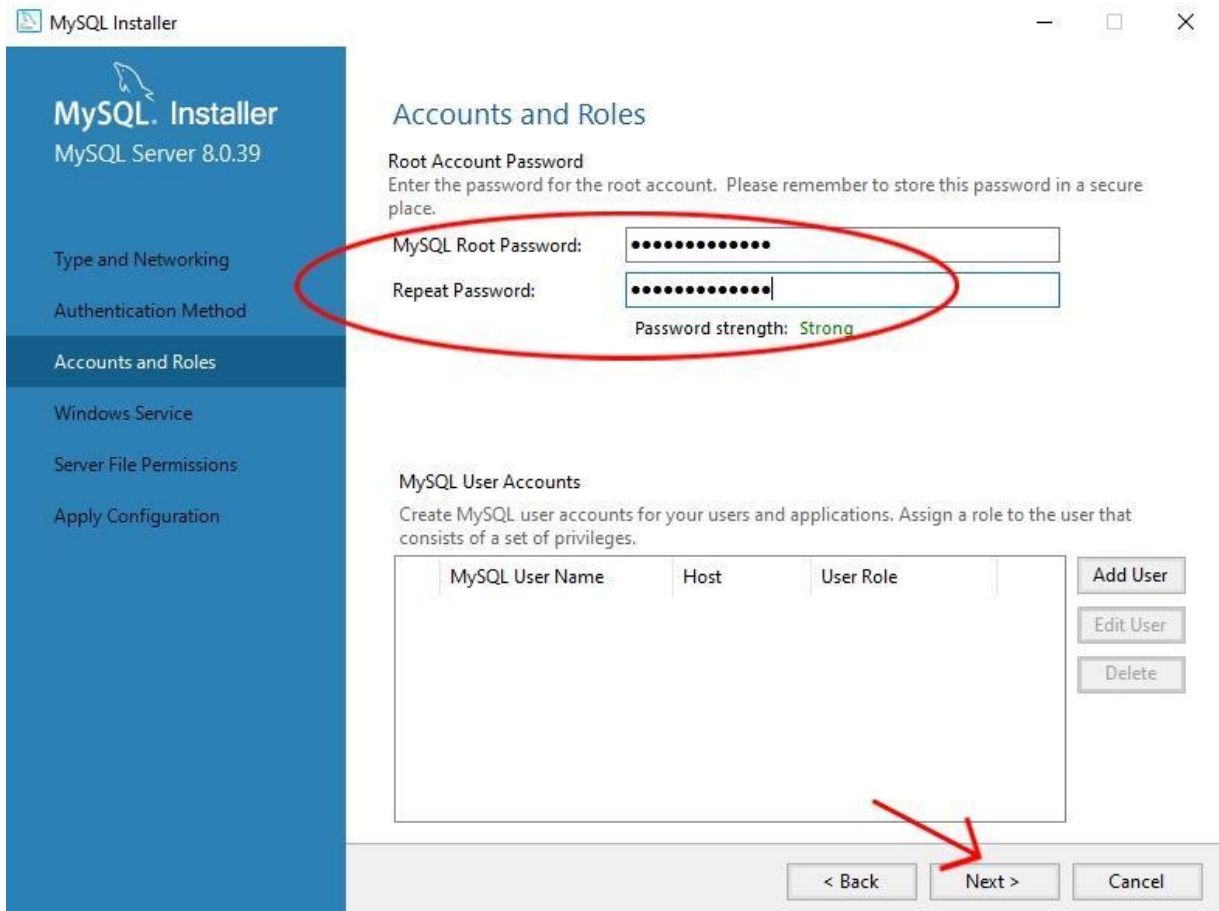 MySQL Installer
MySQL. Installer
MySQL Server 8.0.39
Type and Networking
Authentication Method
Accounts and Roles
Windows Service
Server File Permissions
Apply Configuration
Accounts and Roles
Root Account Password
Enter the password for the root account. Please remember to store this password in a secure
place.
MySQL Root Password: ●●●●●●●●●●●●●
Repeat Password: ●●●●●●●●●●●●●
Password strength: Strong
MySQL User Accounts
Create MySQL user accounts for your users and applications. Assign a role to the user that
consists of a set of privileges.
MySQL User Name Host User Role
Add User
Edit User
Delete
< Back Next > Cancel